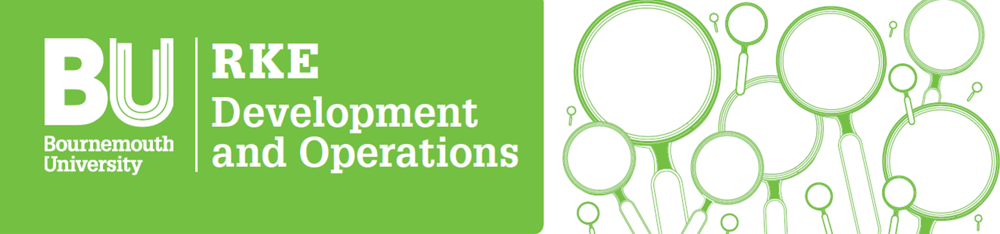 BU
Bournemouth
University
RKE
Development
and Operations